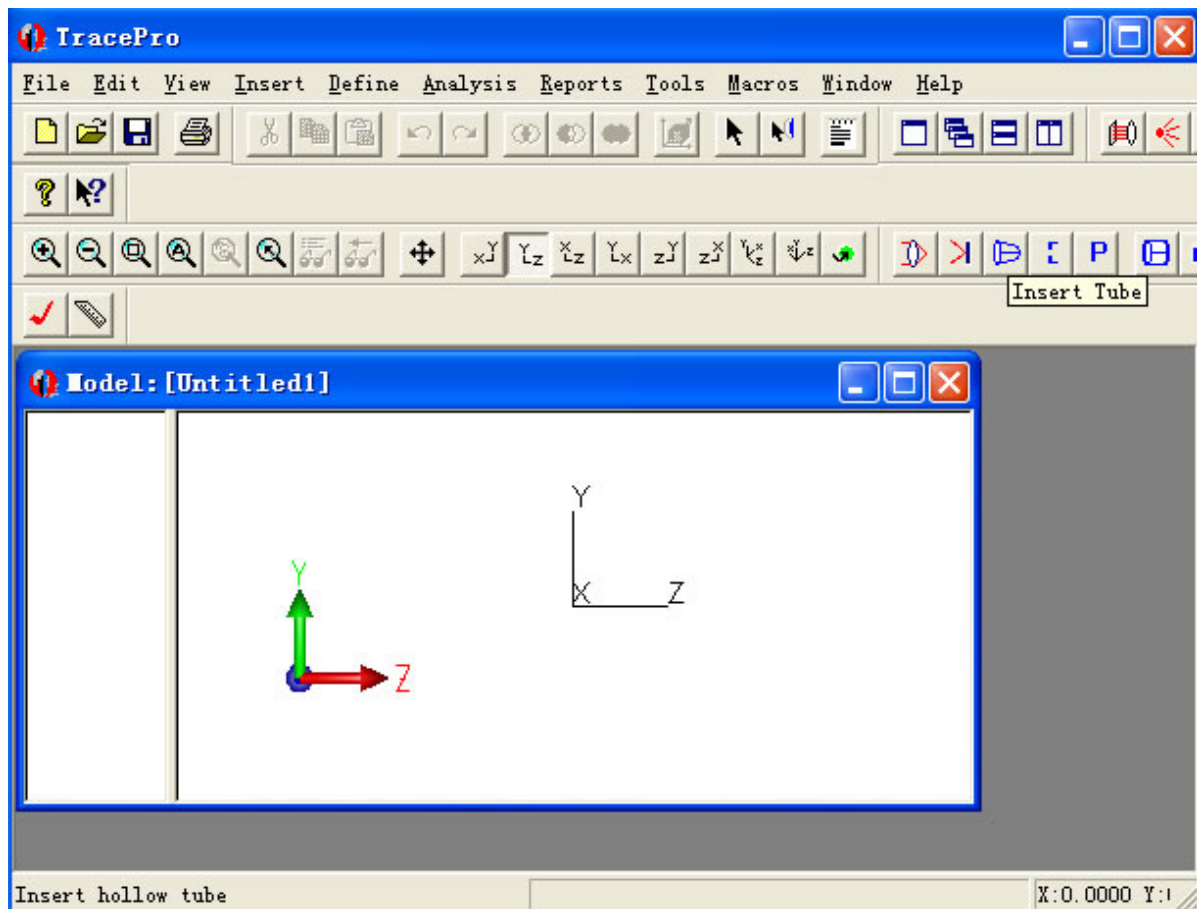 TracePro
File Edit View Insert Define Analysis Reports Tools Macros Window Help
P
Insert Tube
Model:[Untitled1]
Y
X Z
Y
Z
Insert hollow tube
X:0.0000 Y: